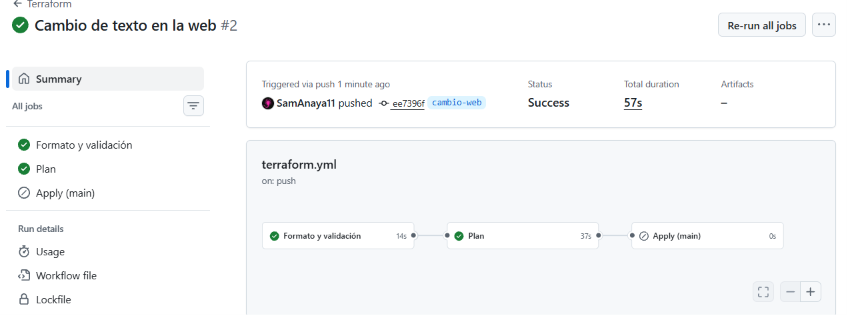 ← Terraform
Cambio de texto en la web #2
Re-run all jobs
...
Summary
All jobs
Formato y validación
Plan
Apply (main)
Run details
Usage
Workflow file
Lockfile
Triggered via push 1 minute ago
SamAnaya11 pushed ee7396f cambio-web
Status
Success
Total duration
57s
Artifacts
–
terraform.yml
on: push
Formato y validación 14s
Plan 37s
Apply (main) 0s